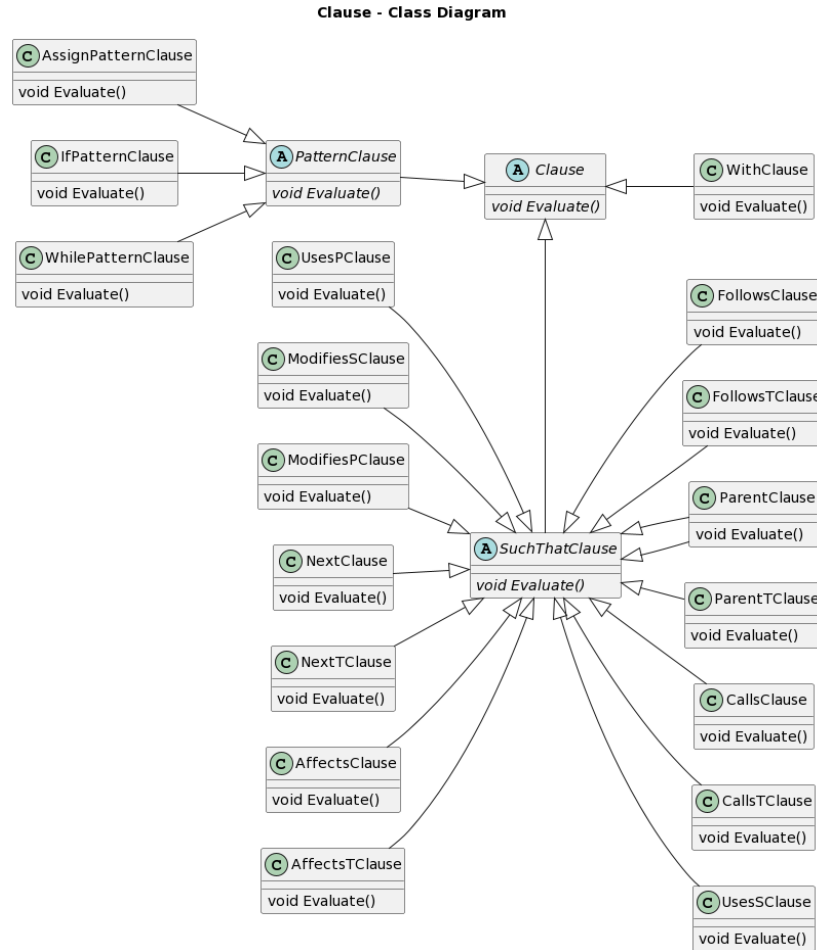 Clause - Class Diagram
C AssignPatternClause
void Evaluate()
C IfPatternClause
void Evaluate()
C WhilePatternClause
void Evaluate()
A PatternClause
void Evaluate()
A Clause
void Evaluate()
C WithClause
void Evaluate()
C UsesPClause
void Evaluate()
C ModifiesSClause
void Evaluate()
C ModifiesPClause
void Evaluate()
C NextClause
void Evaluate()
C NextTClause
void Evaluate()
C AffectsClause
void Evaluate()
C AffectsTClause
void Evaluate()
A SuchThatClause
void Evaluate()
C FollowsClause
void Evaluate()
C FollowsTClause
void Evaluate()
C ParentClause
void Evaluate()
C ParentTClause
void Evaluate()
C CallsClause
void Evaluate()
C CallsTClause
void Evaluate()
C UsesSClause
void Evaluate()